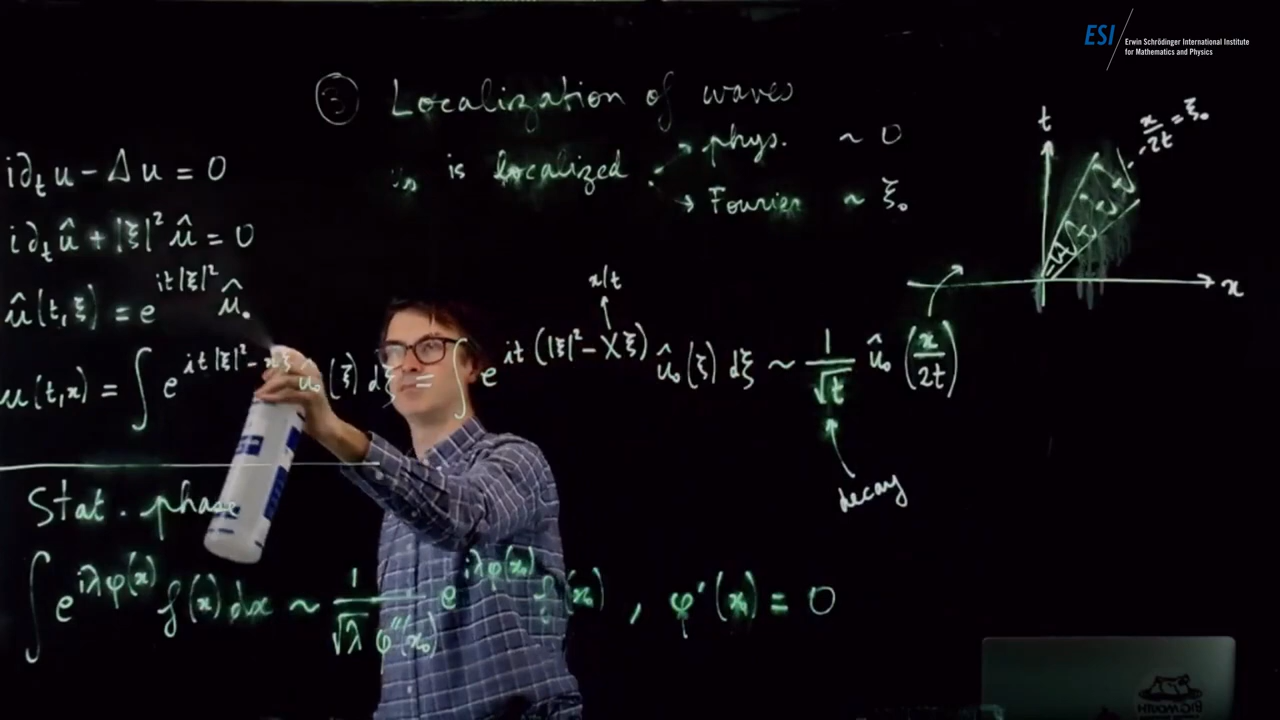 ESI Erwin Schrödinger International Institute
for Mathematics and Physics
③ Localization of waves
u₀ is localized → phys. ~ 0
→ Fourier ~ ξ₀
i∂ₜu − Δu = 0
i∂ₜû + |ξ|² û = 0
û(t,ξ) = e^{it|ξ|²} û₀
u(t,x) = ∫ e^{it|ξ|² − xξ} û₀(ξ) dξ = ∫ e^{it(|ξ|² − Xξ)} û₀(ξ) dξ ~ 1/√t û₀(x/2t)
x/t
decay
t
x/2t = ξ₀
x
Stat. phase
∫ e^{iλφ(x)} f(x) dx ~ 1/(√λ φ''(x₀)) e^{iλφ(x₀)} f(x₀) , φ'(x₀) = 0
BIG MOUTH